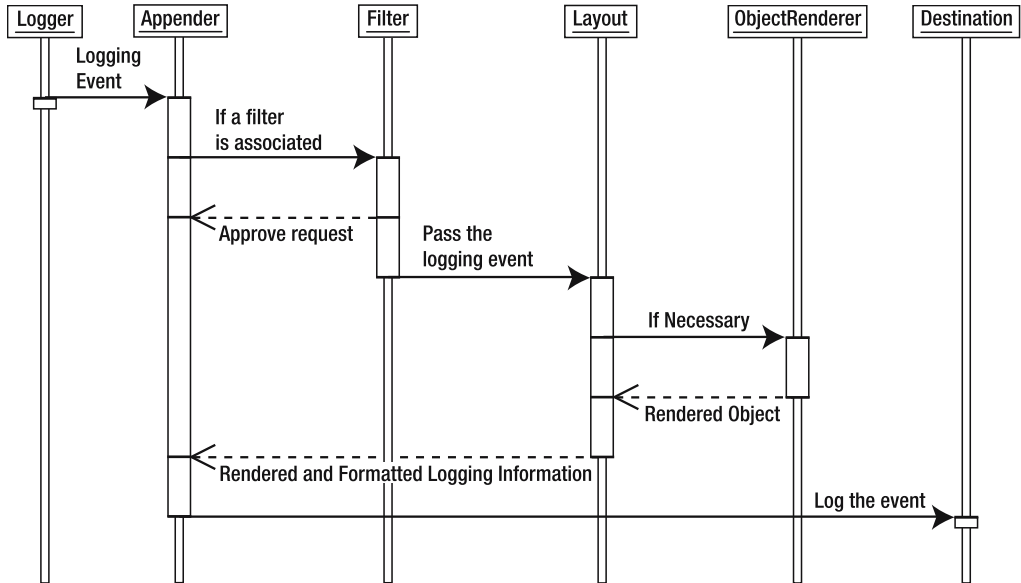 Logger
Appender
Filter
Layout
ObjectRenderer
Destination
Logging
Event
If a filter
is associated
Approve request
Pass the
logging event
If Necessary
Rendered Object
Rendered and Formatted Logging Information
Log the event